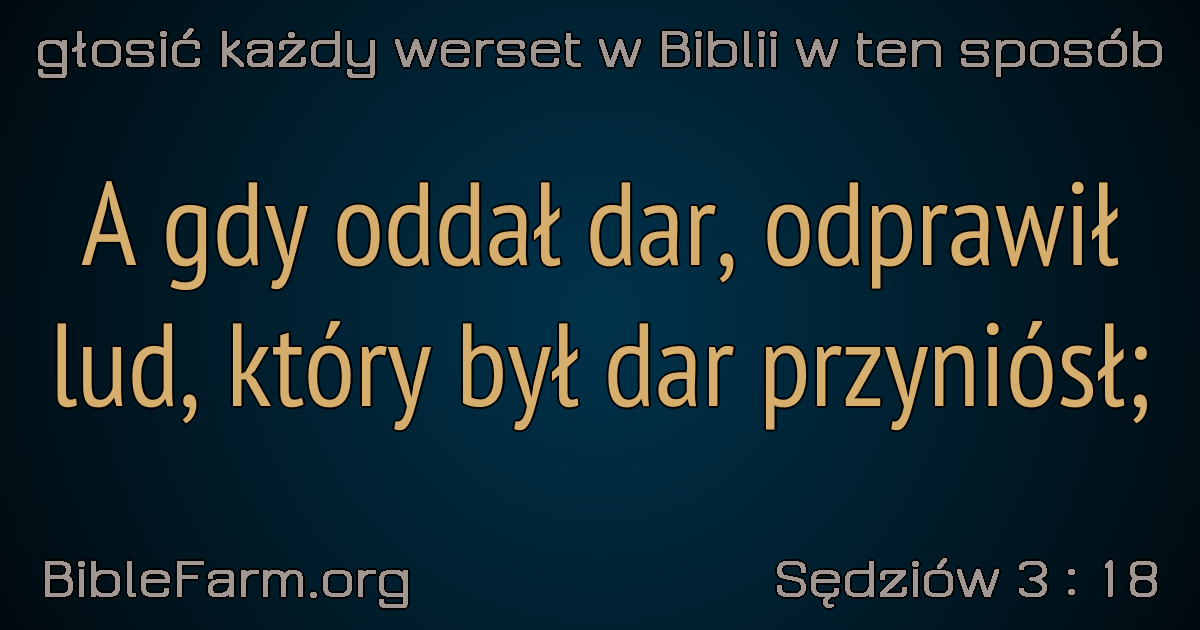 głosić każdy werset w Biblii w ten sposób
A gdy oddał dar, odprawił
lud, który był dar przyniósł;
BibleFarm.org
Sędziów 3 : 18